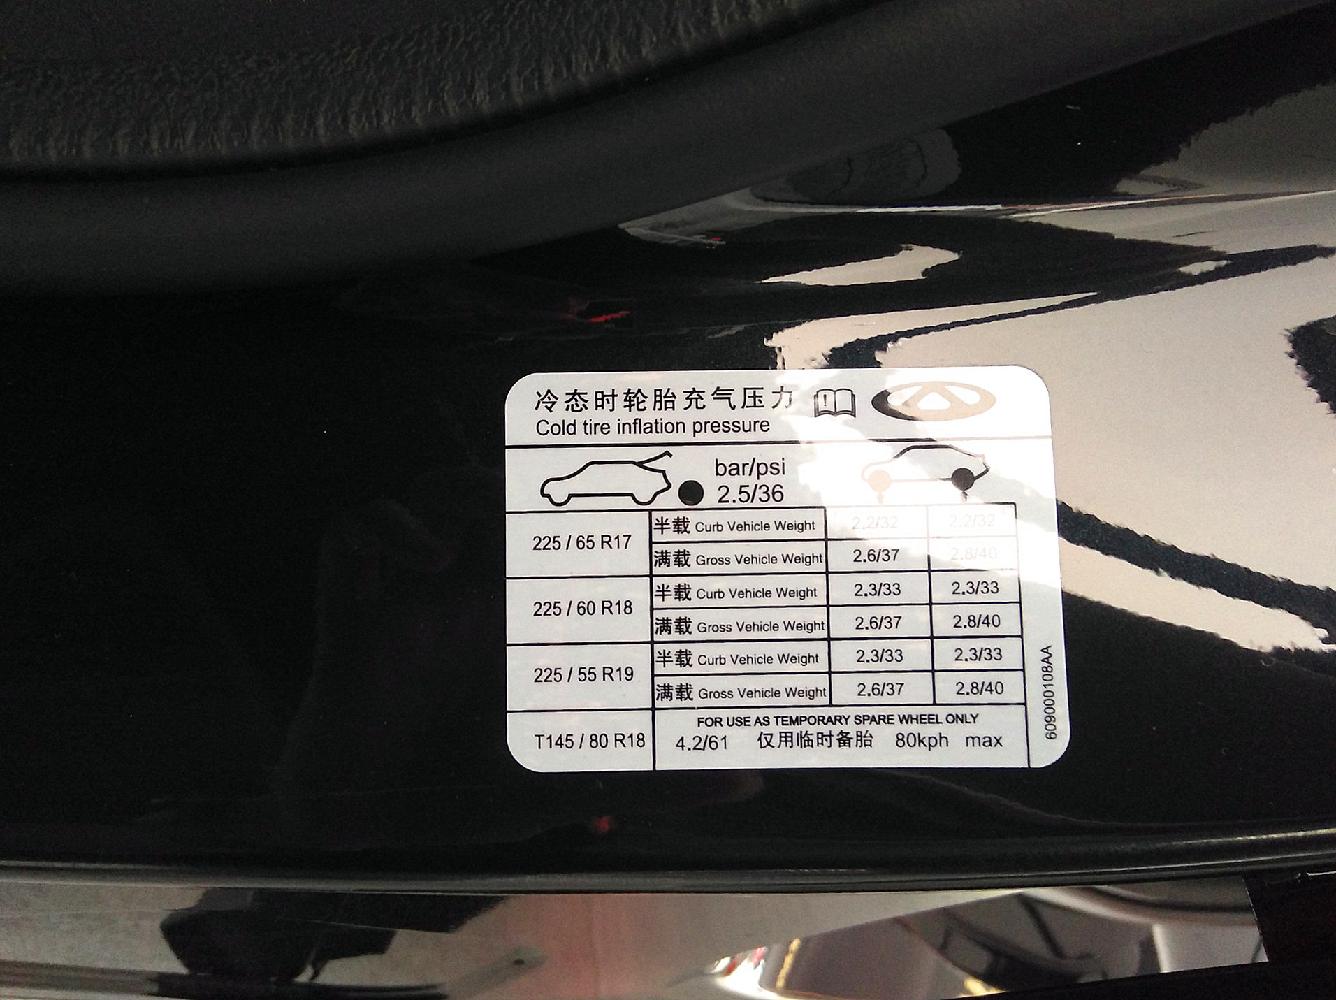 冷态时轮胎充气压力
Cold tire inflation pressure
bar/psi
2.5/36
225 / 65 R17
半载 Curb Vehicle Weight 2.2/32 2.2/32
满载 Gross Vehicle Weight 2.6/37 2.8/40
225 / 60 R18
半载 Curb Vehicle Weight 2.3/33 2.3/33
满载 Gross Vehicle Weight 2.6/37 2.8/40
225 / 55 R19
半载 Curb Vehicle Weight 2.3/33 2.3/33
满载 Gross Vehicle Weight 2.6/37 2.8/40
FOR USE AS TEMPORARY SPARE WHEEL ONLY
T145 / 80 R18 4.2/61 仅用临时备胎 80kph max
609000108AA